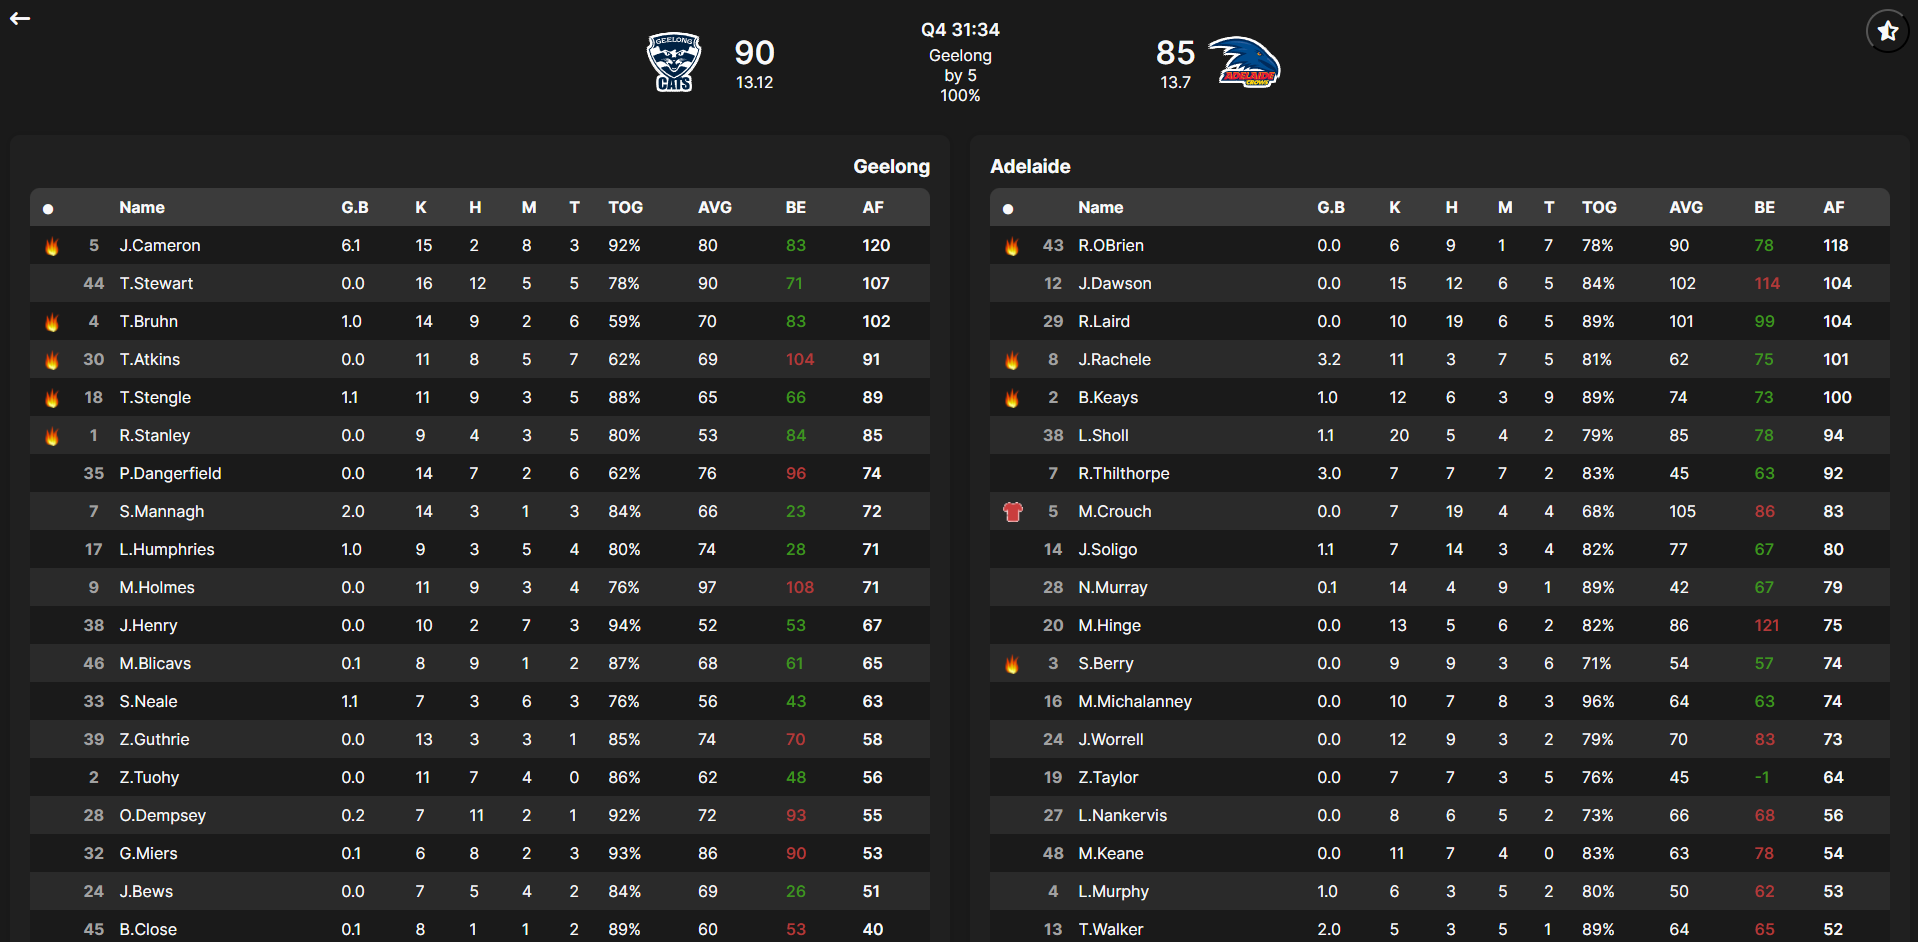 Q4 31:34
GEELONG
CATS
90
13.12
Geelong
by 5
100%
85
13.7
ADELAIDE
CROWS
Geelong
Name G.B K H M T TOG AVG BE AF
5 J.Cameron 6.1 15 2 8 3 92% 80 83 120
44 T.Stewart 0.0 16 12 5 5 78% 90 71 107
4 T.Bruhn 1.0 14 9 2 6 59% 70 83 102
30 T.Atkins 0.0 11 8 5 7 62% 69 104 91
18 T.Stengle 1.1 11 9 3 5 88% 65 66 89
1 R.Stanley 0.0 9 4 3 5 80% 53 84 85
35 P.Dangerfield 0.0 14 7 2 6 62% 76 96 74
7 S.Mannagh 2.0 14 3 1 3 84% 66 23 72
17 L.Humphries 1.0 9 3 5 4 80% 74 28 71
9 M.Holmes 0.0 11 9 3 4 76% 97 108 71
38 J.Henry 0.0 10 2 7 3 94% 52 53 67
46 M.Blicavs 0.1 8 9 1 2 87% 68 61 65
33 S.Neale 1.1 7 3 6 3 76% 56 43 63
39 Z.Guthrie 0.0 13 3 3 1 85% 74 70 58
2 Z.Tuohy 0.0 11 7 4 0 86% 62 48 56
28 O.Dempsey 0.2 7 11 2 1 92% 72 93 55
32 G.Miers 0.1 6 8 2 3 93% 86 90 53
24 J.Bews 0.0 7 5 4 2 84% 69 26 51
45 B.Close 0.1 8 1 1 2 89% 60 53 40
Adelaide
Name G.B K H M T TOG AVG BE AF
43 R.OBrien 0.0 6 9 1 7 78% 90 78 118
12 J.Dawson 0.0 15 12 6 5 84% 102 114 104
29 R.Laird 0.0 10 19 6 5 89% 101 99 104
8 J.Rachele 3.2 11 3 7 5 81% 62 75 101
2 B.Keays 1.0 12 6 3 9 89% 74 73 100
38 L.Sholl 1.1 20 5 4 2 79% 85 78 94
7 R.Thilthorpe 3.0 7 7 7 2 83% 45 63 92
5 M.Crouch 0.0 7 19 4 4 68% 105 86 83
14 J.Soligo 1.1 7 14 3 4 82% 77 67 80
28 N.Murray 0.1 14 4 9 1 89% 42 67 79
20 M.Hinge 0.0 13 5 6 2 82% 86 121 75
3 S.Berry 0.0 9 9 3 6 71% 54 57 74
16 M.Michalanney 0.0 10 7 8 3 96% 64 63 74
24 J.Worrell 0.0 12 9 3 2 79% 70 83 73
19 Z.Taylor 0.0 7 7 3 5 76% 45 -1 64
27 L.Nankervis 0.0 8 6 5 2 73% 66 68 56
48 M.Keane 0.0 11 7 4 0 83% 63 78 54
4 L.Murphy 1.0 6 3 5 2 80% 50 62 53
13 T.Walker 2.0 5 3 5 1 89% 64 65 52